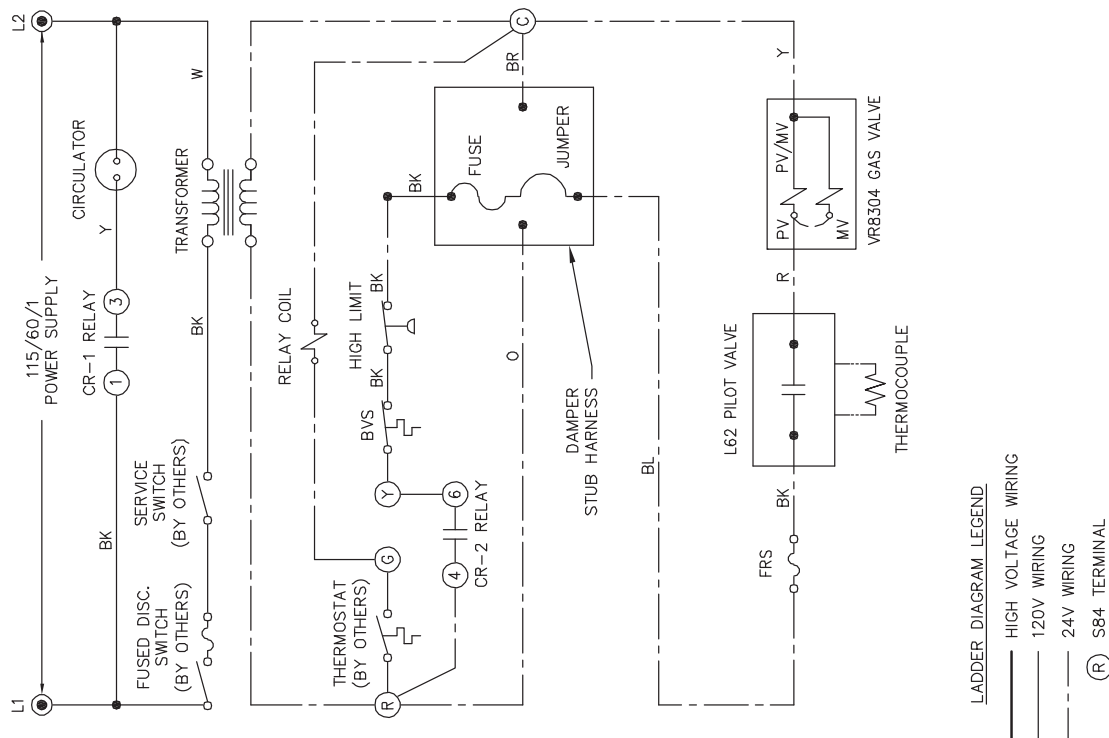 L1
115/60/1
POWER SUPPLY
L2
BK
CR-1 RELAY
1
3
Y
CIRCULATOR
FUSED DISC.
SWITCH
(BY OTHERS)
SERVICE
SWITCH
(BY OTHERS)
BK
TRANSFORMER
W
RELAY COIL
THERMOSTAT
(BY OTHERS)
R
G
Y
BVS
BK
HIGH LIMIT
BK
BK
4
6
CR-2 RELAY
FUSE
JUMPER
BR
C
O
DAMPER
STUB HARNESS
BL
FRS
BK
L62 PILOT VALVE
THERMOCOUPLE
R
PV
MV
PV/MV
VR8304 GAS VALVE
Y
LADDER DIAGRAM LEGEND
HIGH VOLTAGE WIRING
120V WIRING
24V WIRING
R S84 TERMINAL